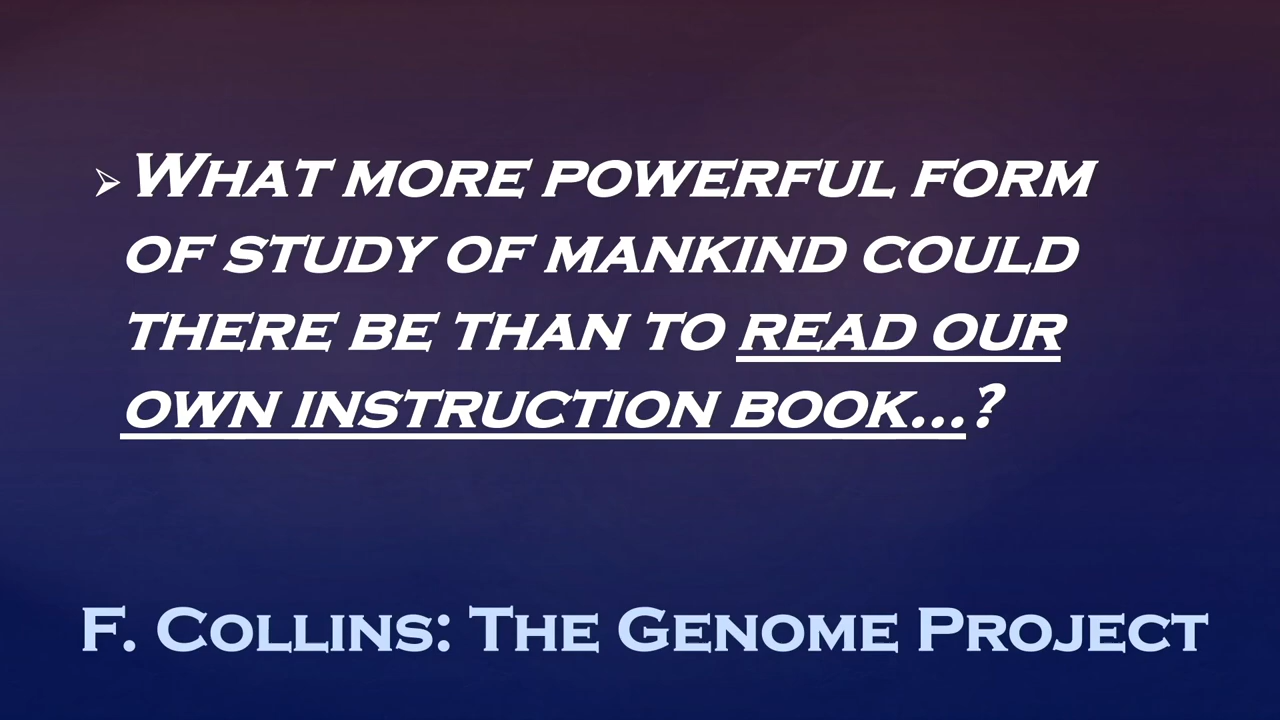 ➢ What more powerful form
of study of mankind could
there be than to read our
own instruction book...?
F. Collins: The Genome Project